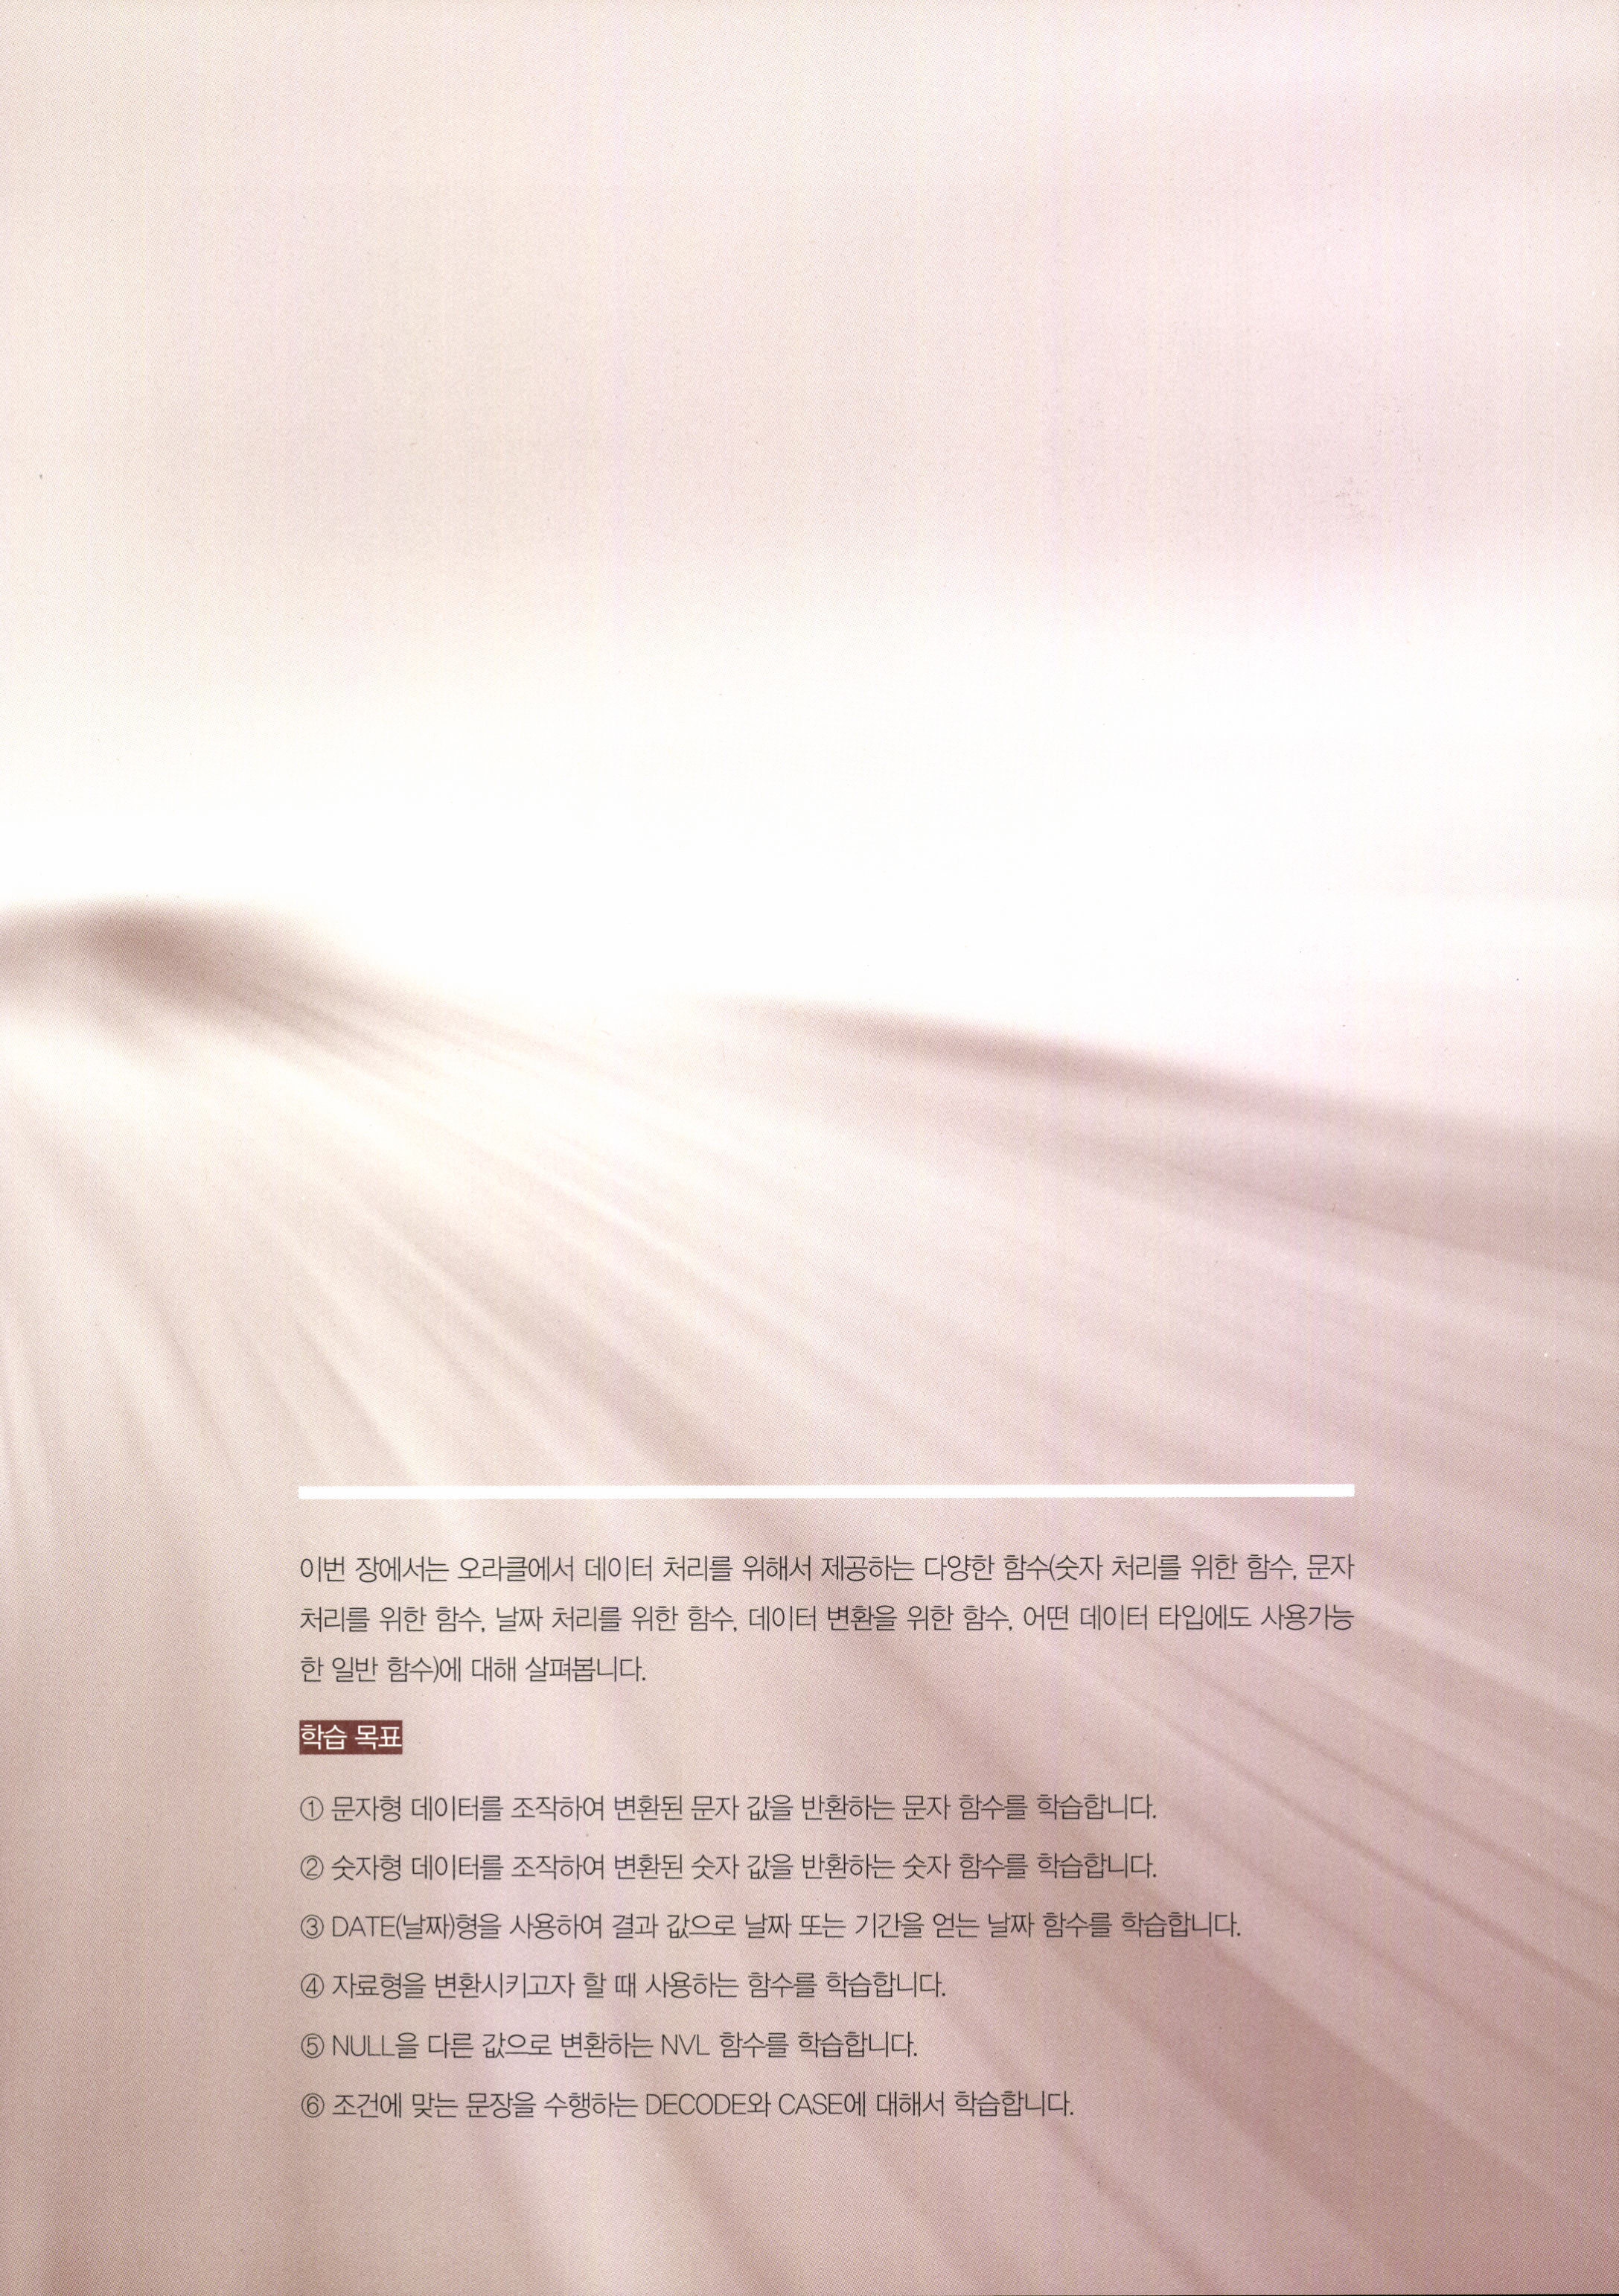 이번 장에서는 오라클에서 데이터 처리를 위해서 제공하는 다양한 함수(숫자 처리를 위한 함수, 문자
처리를 위한 함수, 날짜 처리를 위한 함수, 데이터 변환을 위한 함수, 어떤 데이터 타입에도 사용가능
한 일반 함수)에 대해 살펴봅니다.
학습 목표
① 문자형 데이터를 조작하여 변환된 문자 값을 반환하는 문자 함수를 학습합니다.
② 숫자형 데이터를 조작하여 변환된 숫자 값을 반환하는 숫자 함수를 학습합니다.
③ DATE(날짜)형을 사용하여 결과 값으로 날짜 또는 기간을 얻는 날짜 함수를 학습합니다.
④ 자료형을 변환시키고자 할 때 사용하는 함수를 학습합니다.
⑤ NULL을 다른 값으로 변환하는 NVL 함수를 학습합니다.
⑥ 조건에 맞는 문장을 수행하는 DECODE와 CASE에 대해서 학습합니다.